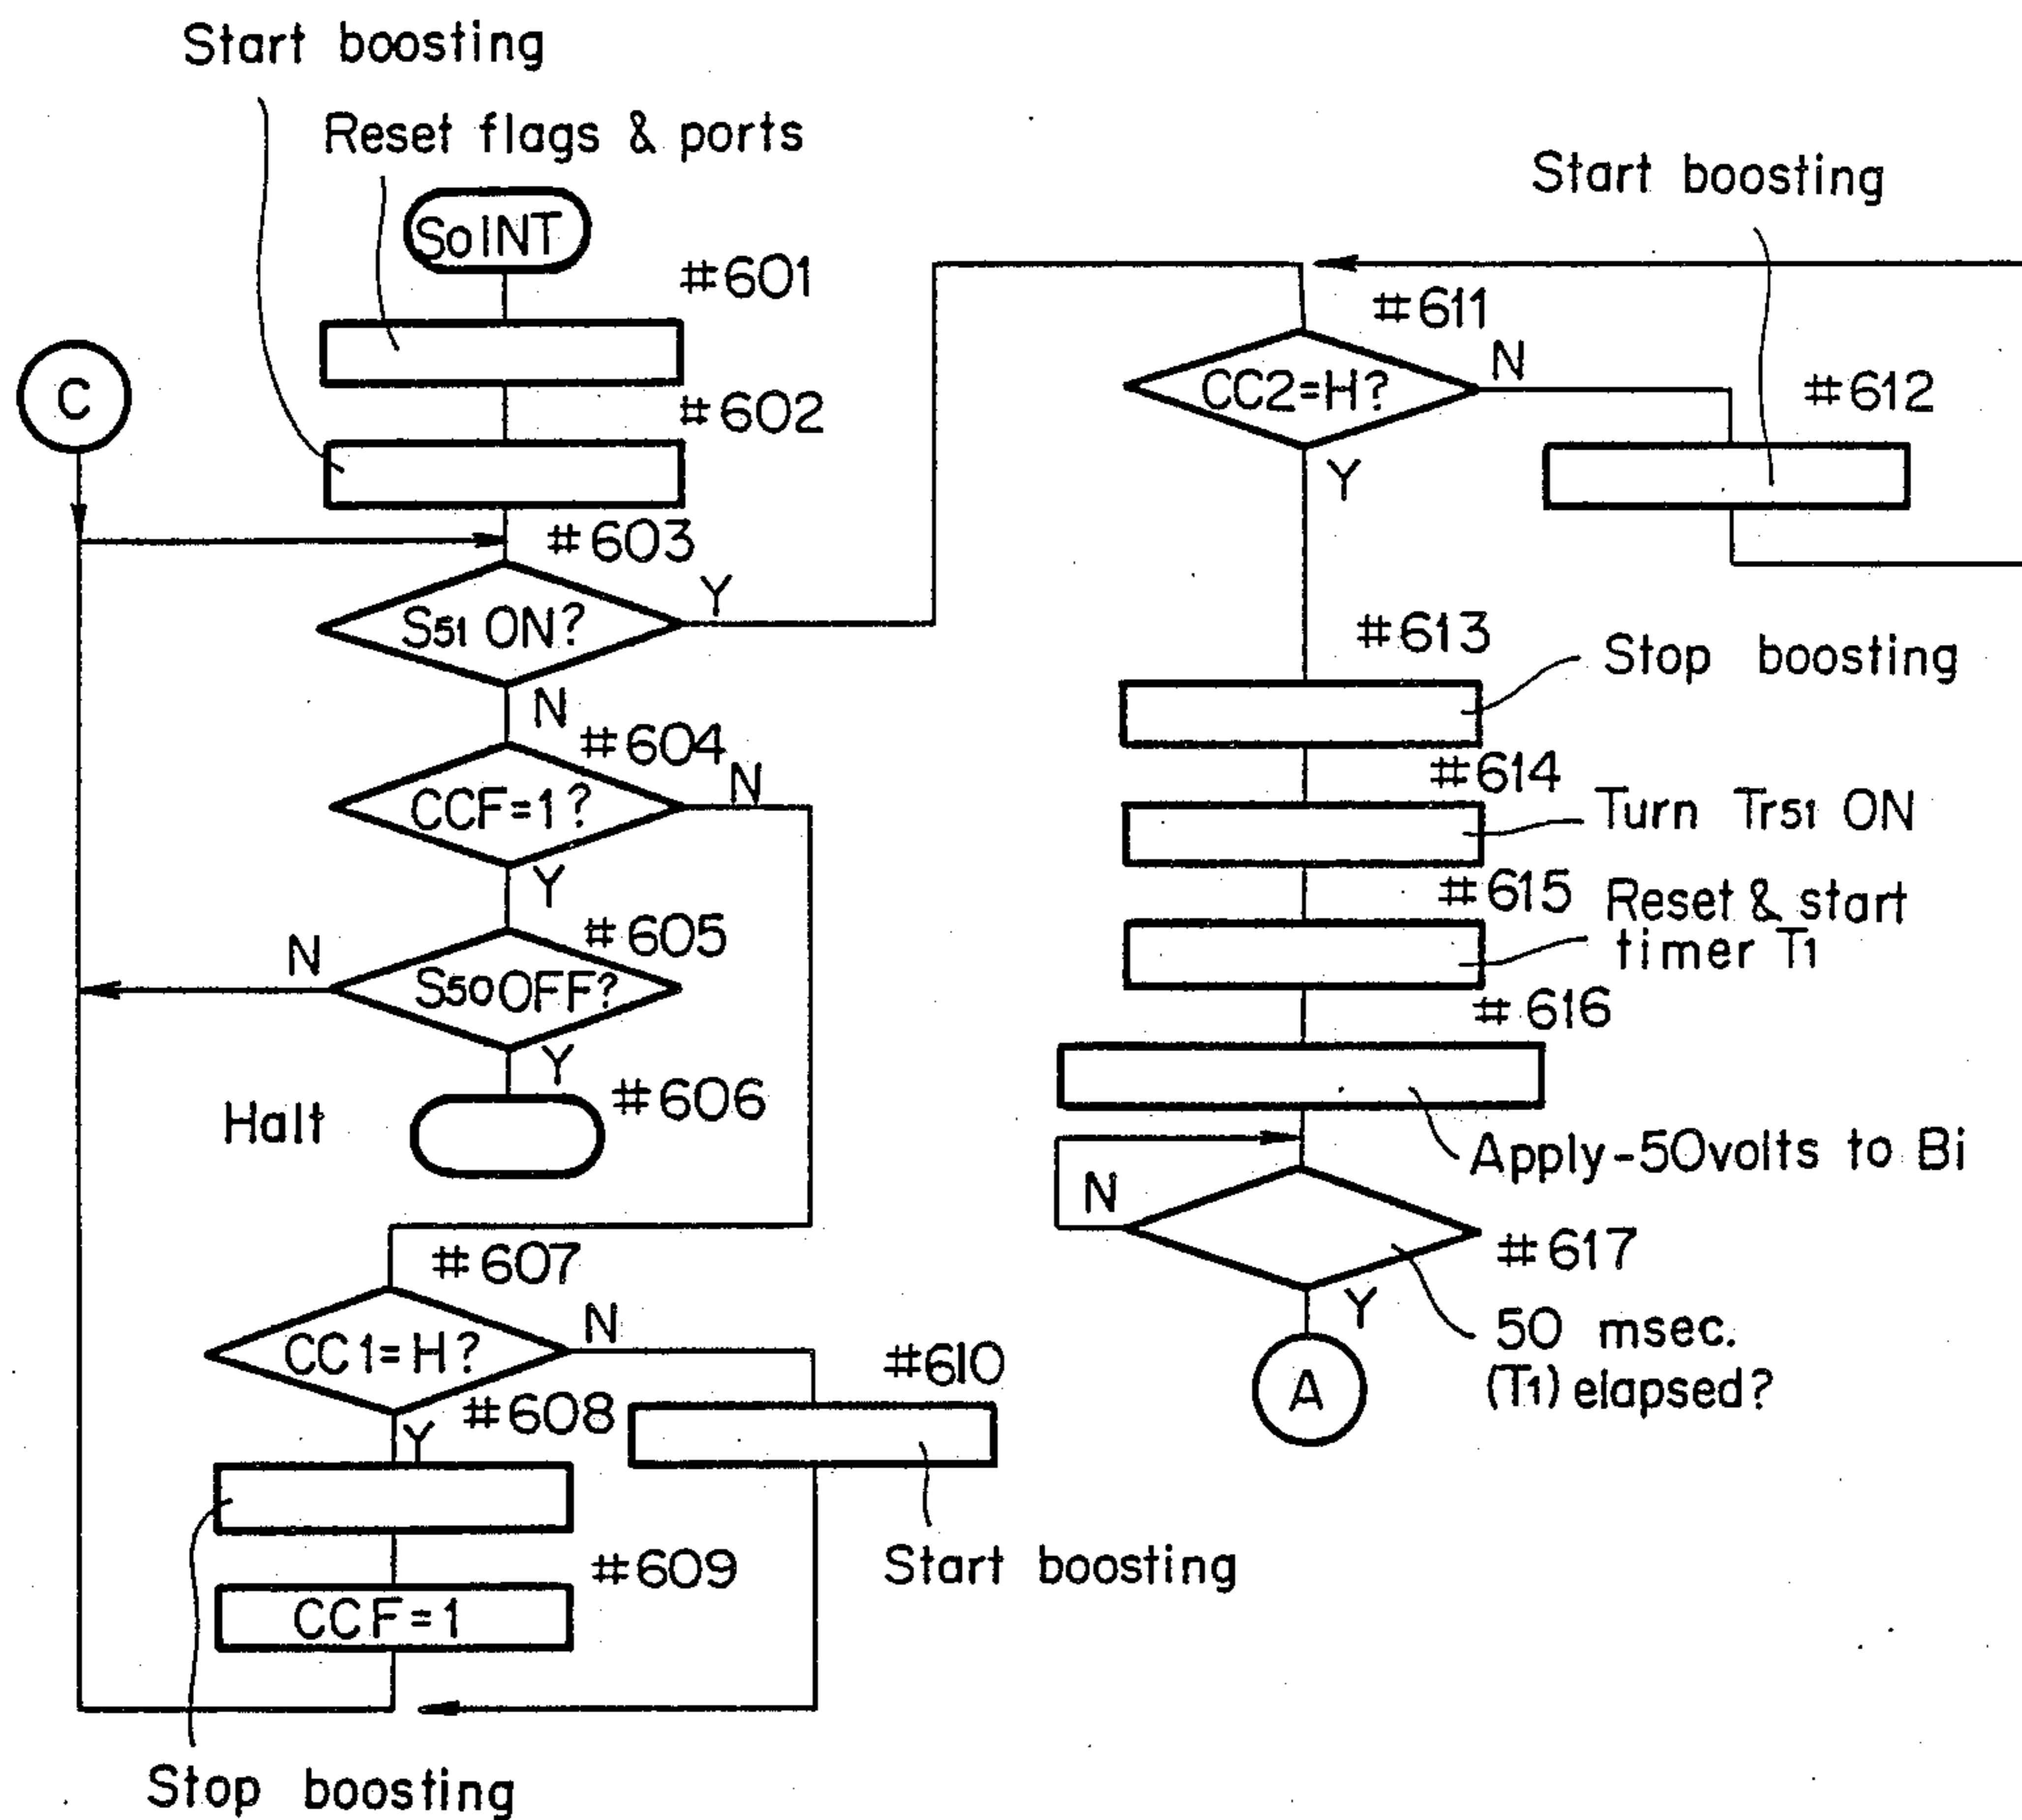 Start boosting
Reset flags & ports
SoINT
#601
C
#602
#603
S51 ON?
Y
N
#604
CCF=1?
N
Y
#605
S50OFF?
N
Y
#606
Halt
#607
CC1=H?
N
#608
Y
#610
Start boosting
#609
CCF=1
Stop boosting
Start boosting
#611
CC2=H?
N
#612
Y
#613
Stop boosting
#614
Turn Tr51 ON
#615
Reset & start
timer T1
#616
Apply-50volts to Bi
N
#617
Y
50 msec.
(T1) elapsed?
A